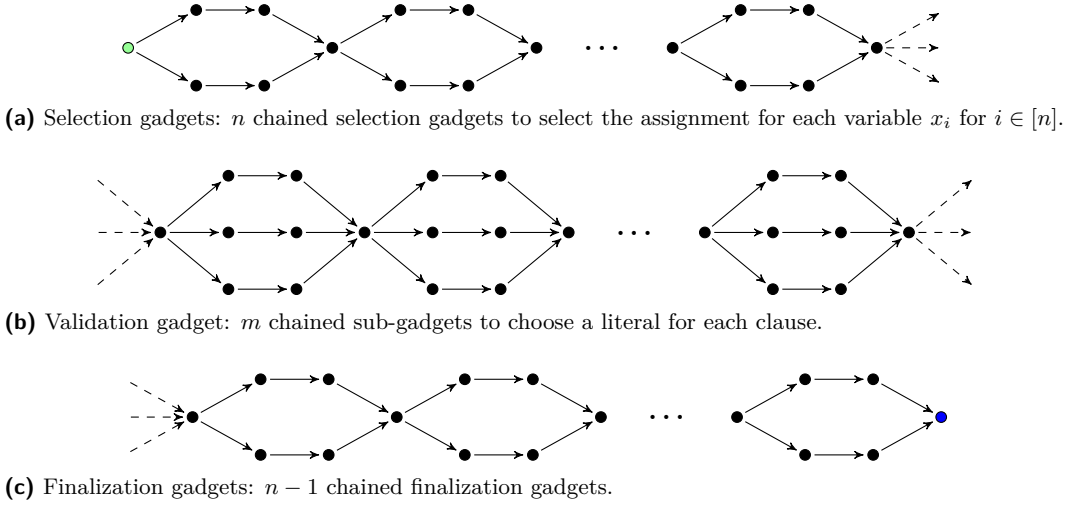 (a) Selection gadgets: n chained selection gadgets to select the assignment for each variable xᵢ for i ∈ [n].
(b) Validation gadget: m chained sub-gadgets to choose a literal for each clause.
(c) Finalization gadgets: n − 1 chained finalization gadgets.